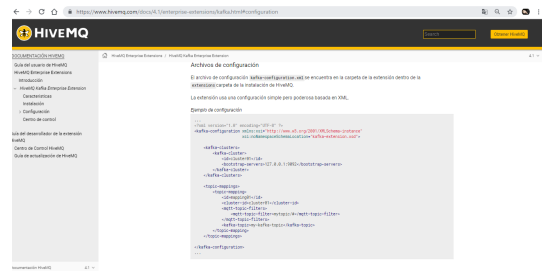 https://www.hivemq.com/docs/4.1/enterprise-extensions/kafka.html#configuration
HIVEMQ
Search
Obtener HiveMQ
DOCUMENTACIÓN HIVEMQ
Guía del usuario de HiveMQ
HiveMQ Enterprise Extensions
Introducción
HiveMQ Kafka Enterprise Extension
Características
Instalación
Configuración
Centro de control
Guía del desarrollador de la extensión
HiveMQ
Centro de Control HiveMQ
Guía de actualización de HiveMQ
Documentación HiveMQ 4.1
HiveMQ Enterprise Extensions / HiveMQ Kafka Enterprise Extension 4.1
Archivos de configuración
El archivo de configuración kafka-configuration.xml se encuentra en la carpeta de la extensión dentro de la
extensions carpeta de la instalación de HiveMQ.
La extensión usa una configuración simple pero poderosa basada en XML.
Ejemplo de configuración
<?xml version="1.0" encoding="UTF-8" ?>
<kafka-configuration xmlns:xsi="http://www.w3.org/2001/XMLSchema-instance"
xsi:noNamespaceSchemaLocation="kafka-extension.xsd">
<kafka-clusters>
<kafka-cluster>
<id>cluster01</id>
<bootstrap-servers>127.0.0.1:9092</bootstrap-servers>
</kafka-cluster>
</kafka-clusters>
<topic-mappings>
<topic-mapping>
<id>mapping01</id>
<cluster-id>cluster01</cluster-id>
<mqtt-topic-filters>
<mqtt-topic-filter>mytopic/#</mqtt-topic-filter>
</mqtt-topic-filters>
<kafka-topic>my-kafka-topic</kafka-topic>
</topic-mapping>
</topic-mappings>
</kafka-configuration>